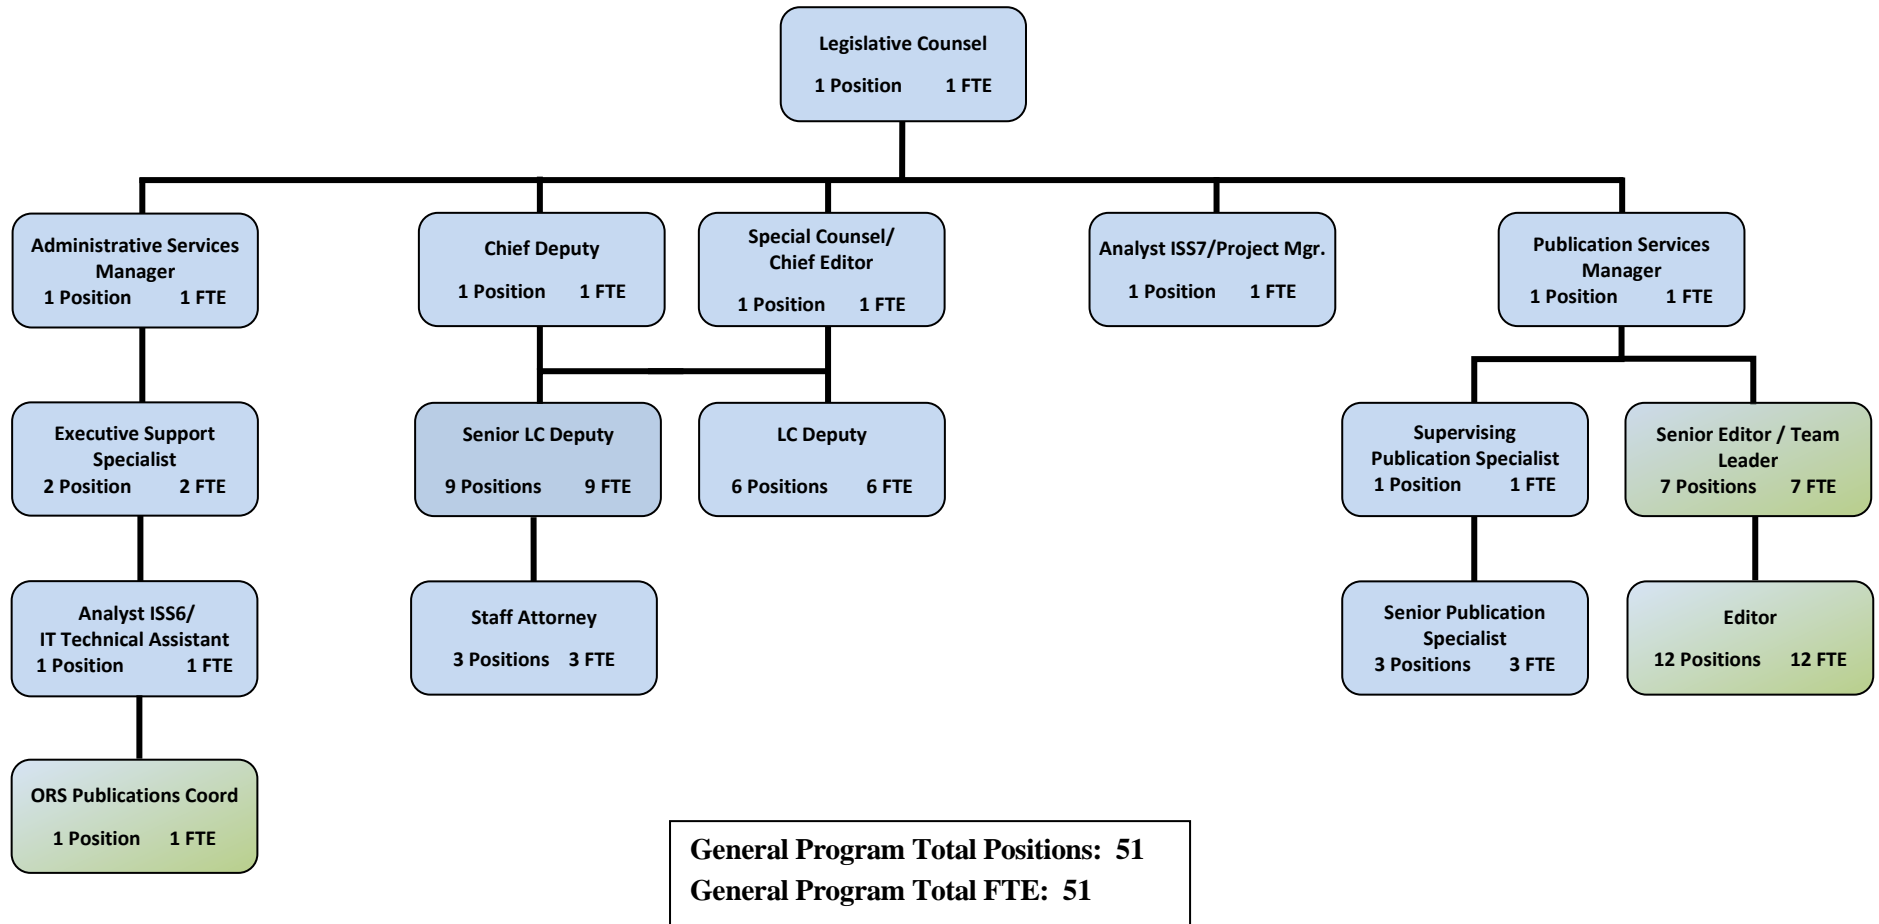 Legislative Counsel
1 Position 1 FTE
Administrative Services
Manager
1 Position 1 FTE
Chief Deputy
1 Position 1 FTE
Special Counsel/
Chief Editor
1 Position 1 FTE
Analyst ISS7/Project Mgr.
1 Position 1 FTE
Publication Services
Manager
1 Position 1 FTE
Executive Support
Specialist
2 Position 2 FTE
Senior LC Deputy
9 Positions 9 FTE
LC Deputy
6 Positions 6 FTE
Supervising
Publication Specialist
1 Position 1 FTE
Senior Editor / Team
Leader
7 Positions 7 FTE
Analyst ISS6/
IT Technical Assistant
1 Position 1 FTE
Staff Attorney
3 Positions 3 FTE
Senior Publication
Specialist
3 Positions 3 FTE
Editor
12 Positions 12 FTE
ORS Publications Coord
1 Position 1 FTE
General Program Total Positions: 51
General Program Total FTE: 51